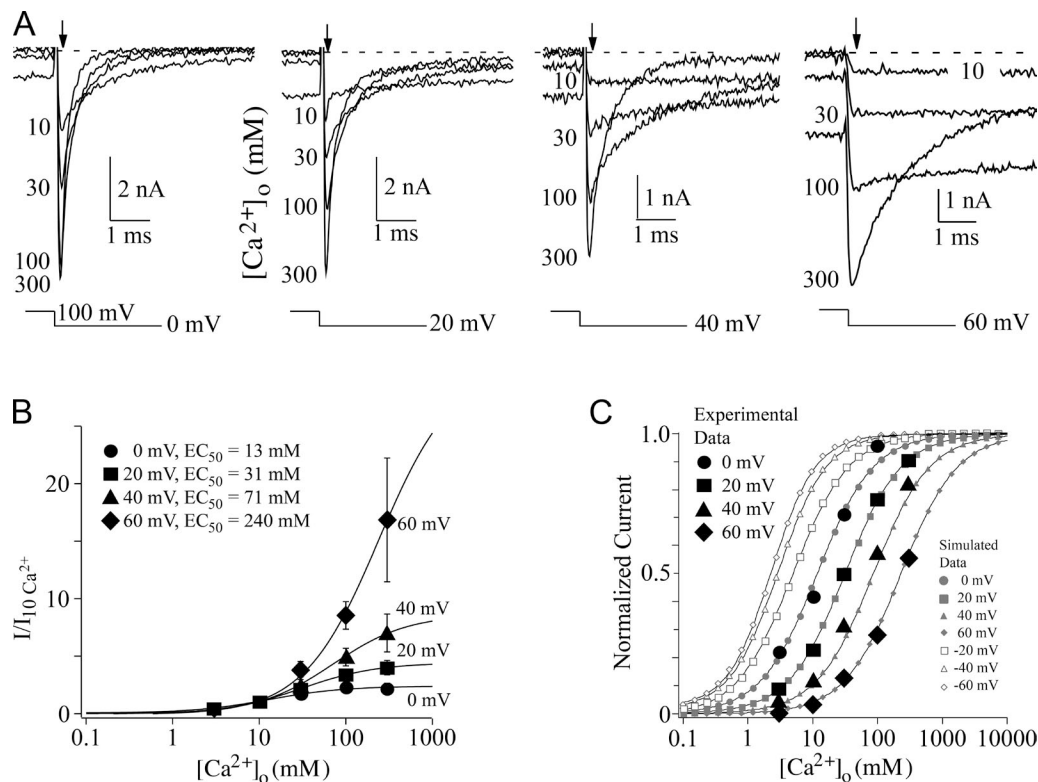 A
10
30
100
300
2 nA
1 ms
100 mV
0 mV
[Ca²⁺]ₒ (mM)
10
30
100
300
2 nA
1 ms
20 mV
10
30
100
300
1 nA
1 ms
40 mV
10
30
100
300
1 nA
1 ms
60 mV
B
0 mV, EC₅₀ = 13 mM
20 mV, EC₅₀ = 31 mM
40 mV, EC₅₀ = 71 mM
60 mV, EC₅₀ = 240 mM
60 mV
40 mV
20 mV
0 mV
I/I₁₀ Ca²⁺
20
10
0
0.1
1
10
100
1000
[Ca²⁺]ₒ (mM)
C
Experimental
Data
0 mV
20 mV
40 mV
60 mV
Simulated
Data
0 mV
20 mV
40 mV
60 mV
-20 mV
-40 mV
-60 mV
Normalized Current
1.0
0.5
0
0.1
1
10
100
1000
10000
[Ca²⁺]ₒ (mM)